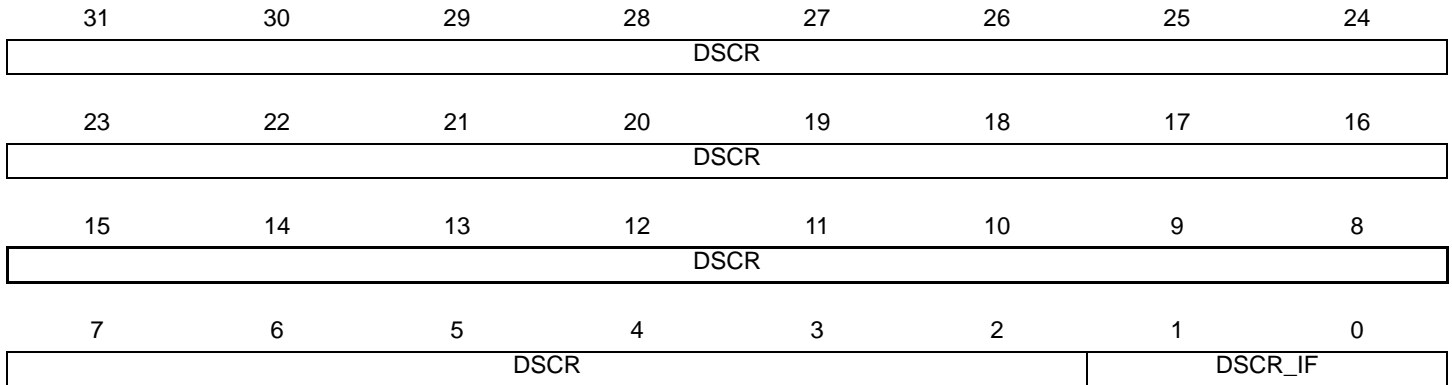 31 30 29 28 27 26 25 24
DSCR
23 22 21 20 19 18 17 16
DSCR
15 14 13 12 11 10 9 8
DSCR
7 6 5 4 3 2 1 0
DSCR DSCR_IF